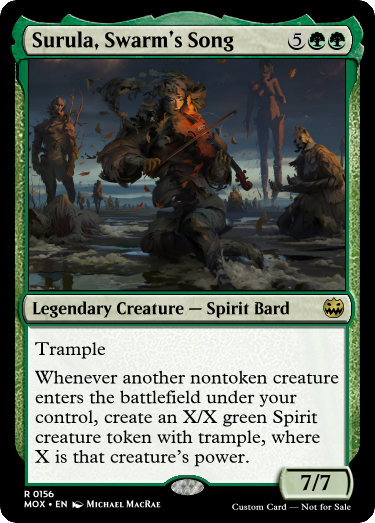 Surula, Swarm's Song 5
Legendary Creature — Spirit Bard
Trample
Whenever another nontoken creature
enters the battlefield under your
control, create an X/X green Spirit
creature token with trample, where
X is that creature's power.
7/7
R 0156
MOX • EN Michael MacRae
Custom Card — Not for Sale